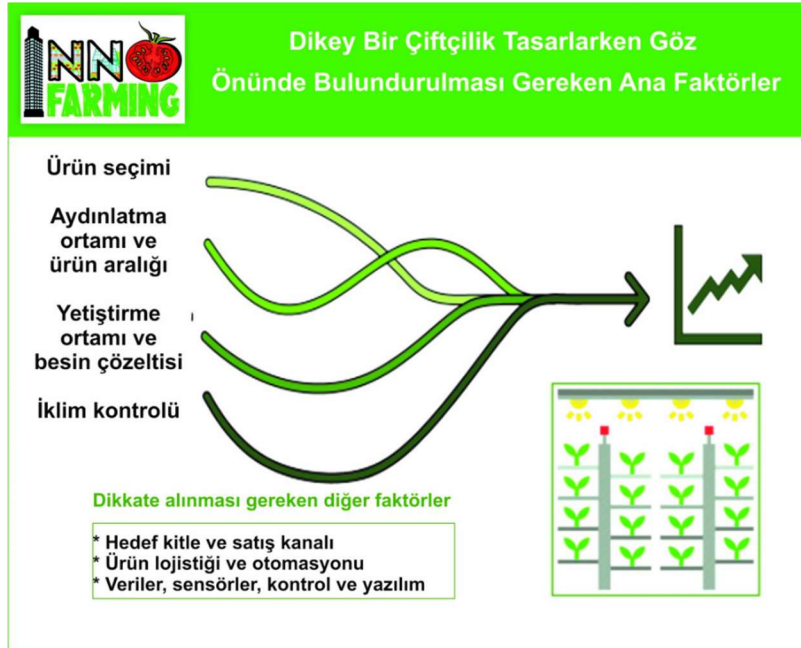 INNO
FARMING
Dikey Bir Çiftçilik Tasarlarken Göz
Önünde Bulundurulması Gereken Ana Faktörler
Ürün seçimi
Aydınlatma
ortamı ve
ürün aralığı
Yetiştirme
ortamı ve
besin çözeltisi
İklim kontrolü
Dikkate alınması gereken diğer faktörler
* Hedef kitle ve satış kanalı
* Ürün lojistiği ve otomasyonu
* Veriler, sensörler, kontrol ve yazılım